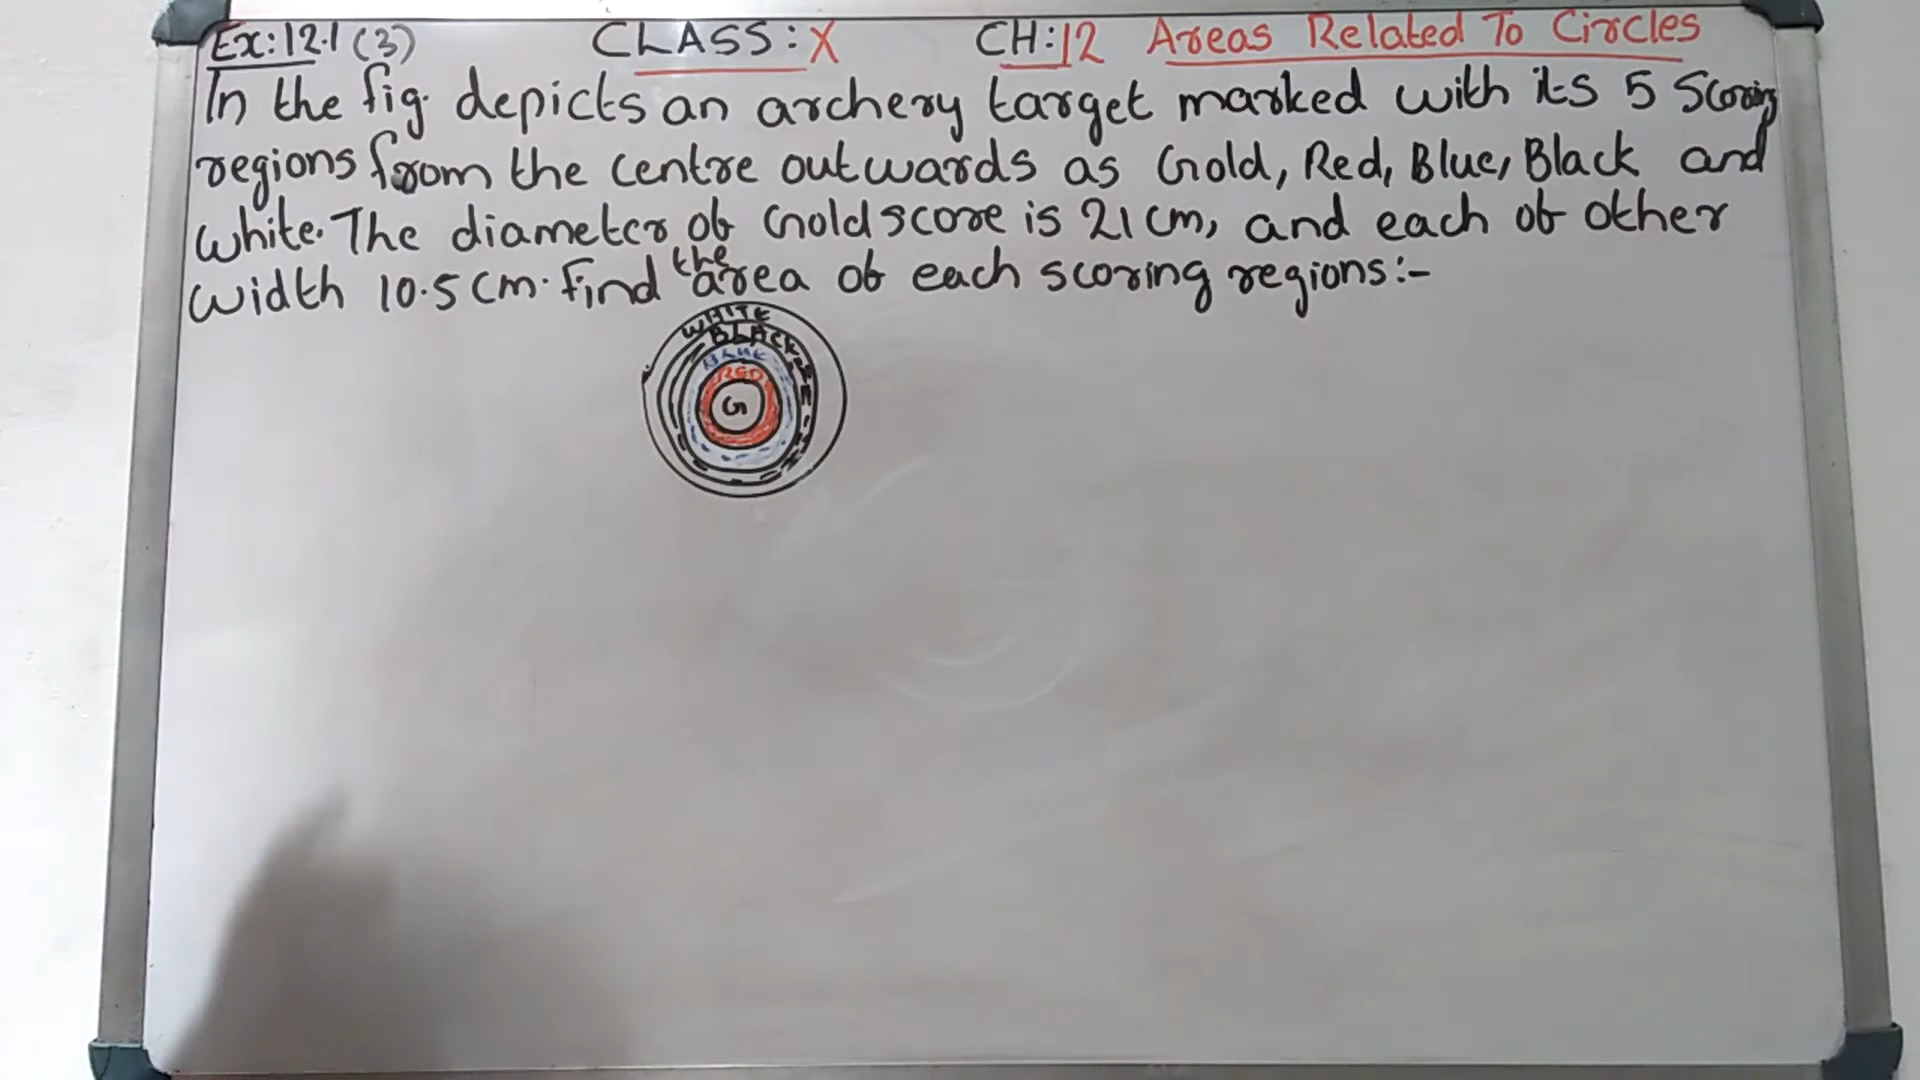 Ex:12.1 (3) CLASS: X CH:12 Areas Related To Circles
In the fig. depicts an archery target marked with its 5 Scoring
regions from the centre outwards as Gold, Red, Blue, Black and
White. The diameter of Gold score is 21 cm, and each of other
width 10.5 cm. Find the area of each scoring regions:-
WHITE
BLACK
BLUE
RED
G